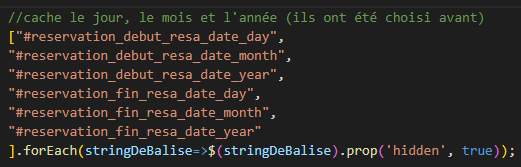 //cache le jour, le mois et l'année (ils ont été choisi avant)
["#reservation_debut_resa_date_day",
"#reservation_debut_resa_date_month",
"#reservation_debut_resa_date_year",
"#reservation_fin_resa_date_day",
"#reservation_fin_resa_date_month",
"#reservation_fin_resa_date_year"
].forEach(stringDeBalise=>$(stringDeBalise).prop('hidden', true));